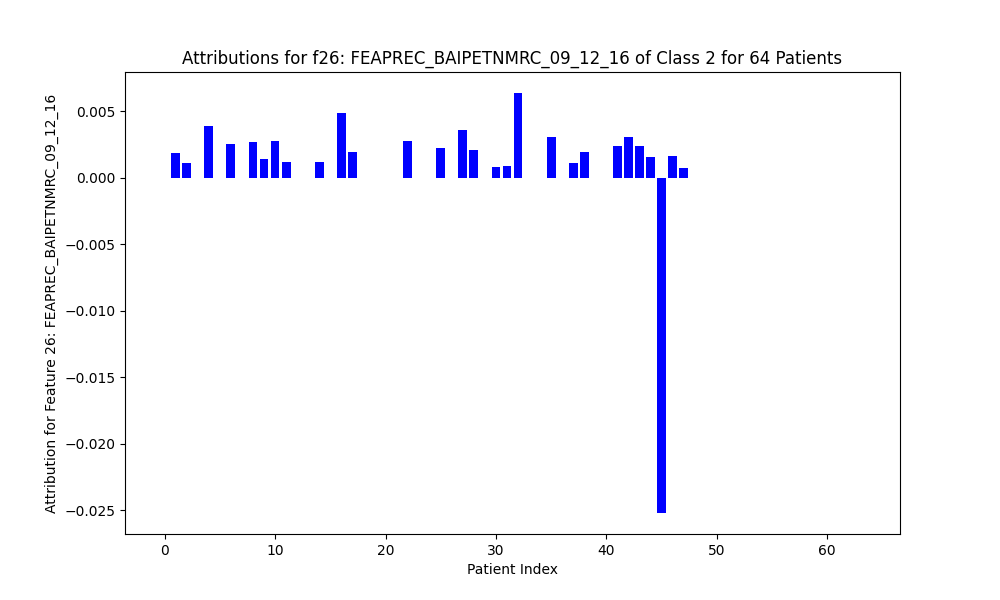 Attributions for f26: FEAPREC_BAIPETNMRC_09_12_16 of Class 2 for 64 Patients
Attribution for Feature 26: FEAPREC_BAIPETNMRC_09_12_16
0.005
0.000
−0.005
−0.010
−0.015
−0.020
−0.025
0 10 20 30 40 50 60
Patient Index